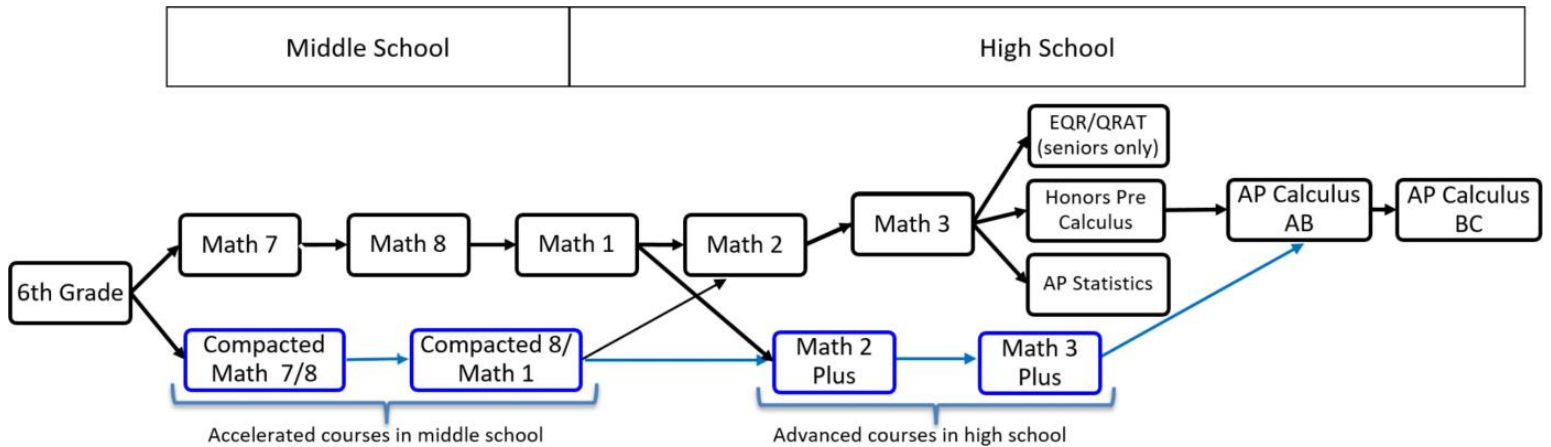 Middle School
High School
EQR/QRAT
(seniors only)
Honors Pre
Calculus
AP Calculus
AB
AP Calculus
BC
Math 3
Math 7
Math 8
Math 1
Math 2
AP Statistics
6th Grade
Compacted
Math 7/8
Compacted 8/
Math 1
Math 2
Plus
Math 3
Plus
Accelerated courses in middle school
Advanced courses in high school